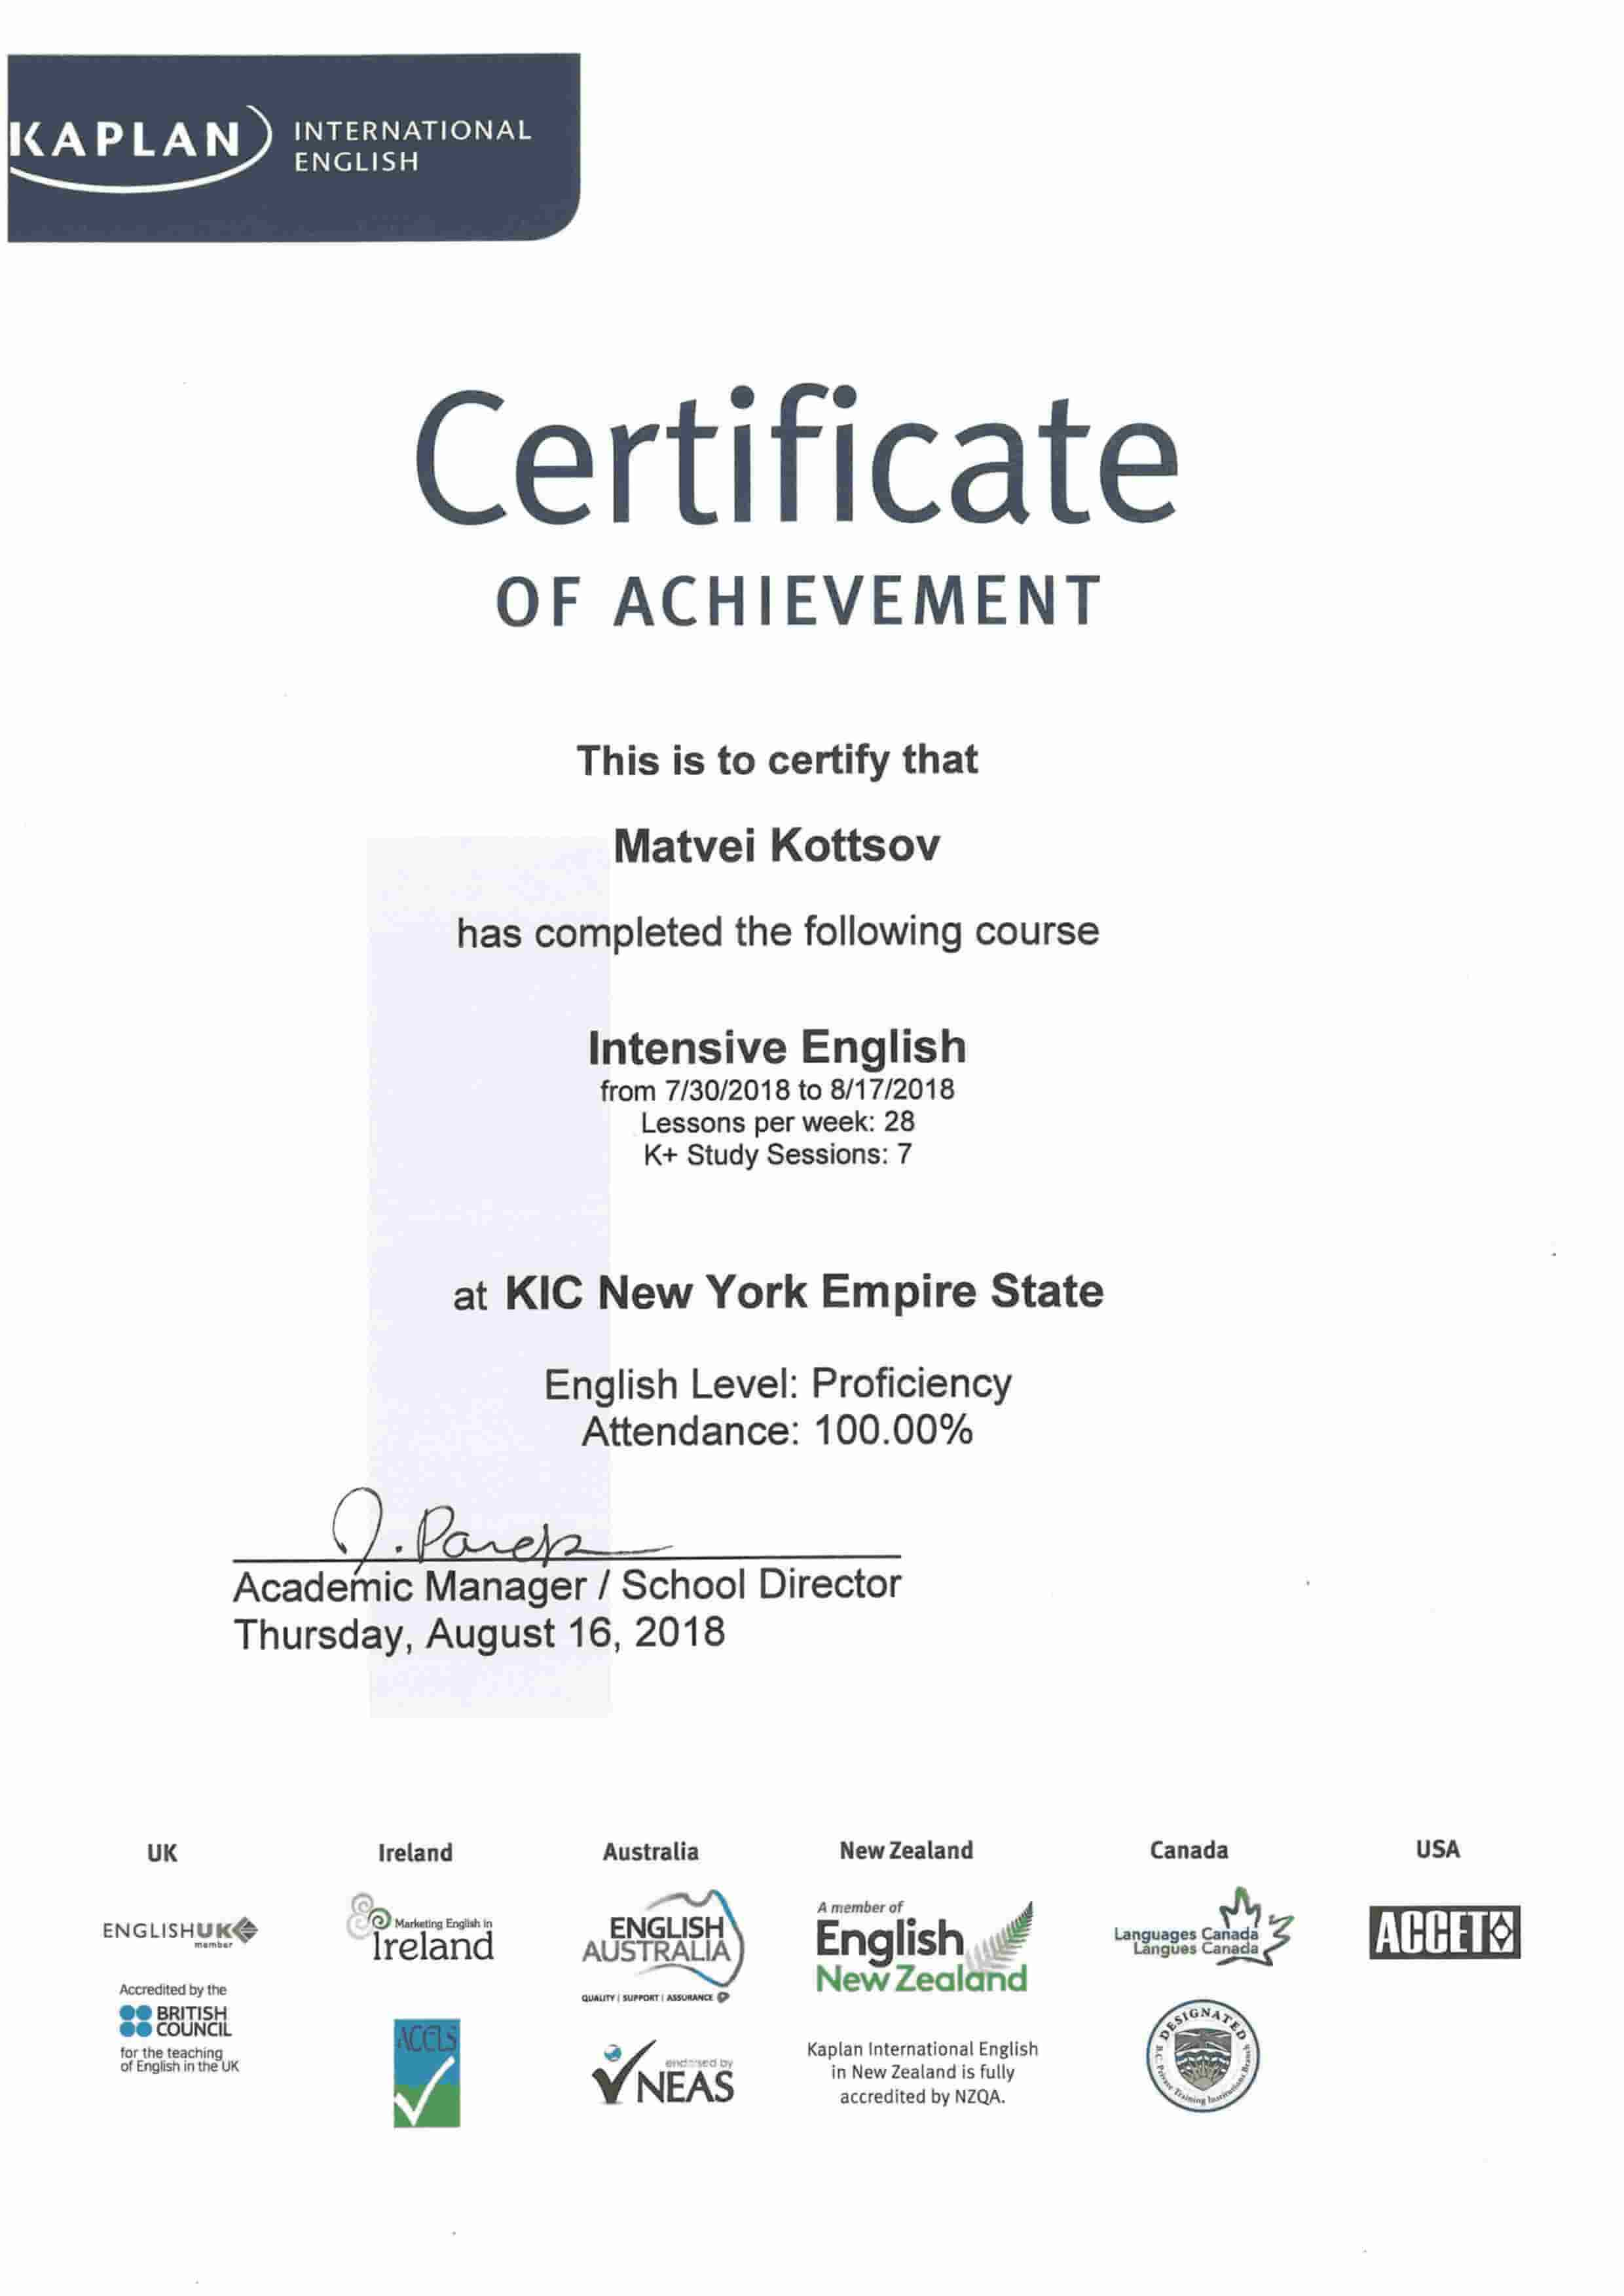 KAPLAN INTERNATIONAL
ENGLISH
Certificate
OF ACHIEVEMENT
This is to certify that
Matvei Kottsov
has completed the following course
Intensive English
from 7/30/2018 to 8/17/2018
Lessons per week: 28
K+ Study Sessions: 7
at KIC New York Empire State
English Level: Proficiency
Attendance: 100.00%
Academic Manager / School Director
Thursday, August 16, 2018
UK
ENGLISHUK
member
Accredited by the
BRITISH
COUNCIL
for the teaching
of English in the UK
Ireland
Marketing English in
Ireland
ACCELS
Australia
ENGLISH
AUSTRALIA
QUALITY | SUPPORT | ASSURANCE
endorsed by
NEAS
New Zealand
A member of
English
New Zealand
Kaplan International English
in New Zealand is fully
accredited by NZQA.
Canada
Languages Canada
Langues Canada
DESIGNATED
B.C. Private Training Institutions Branch
USA
ACCET